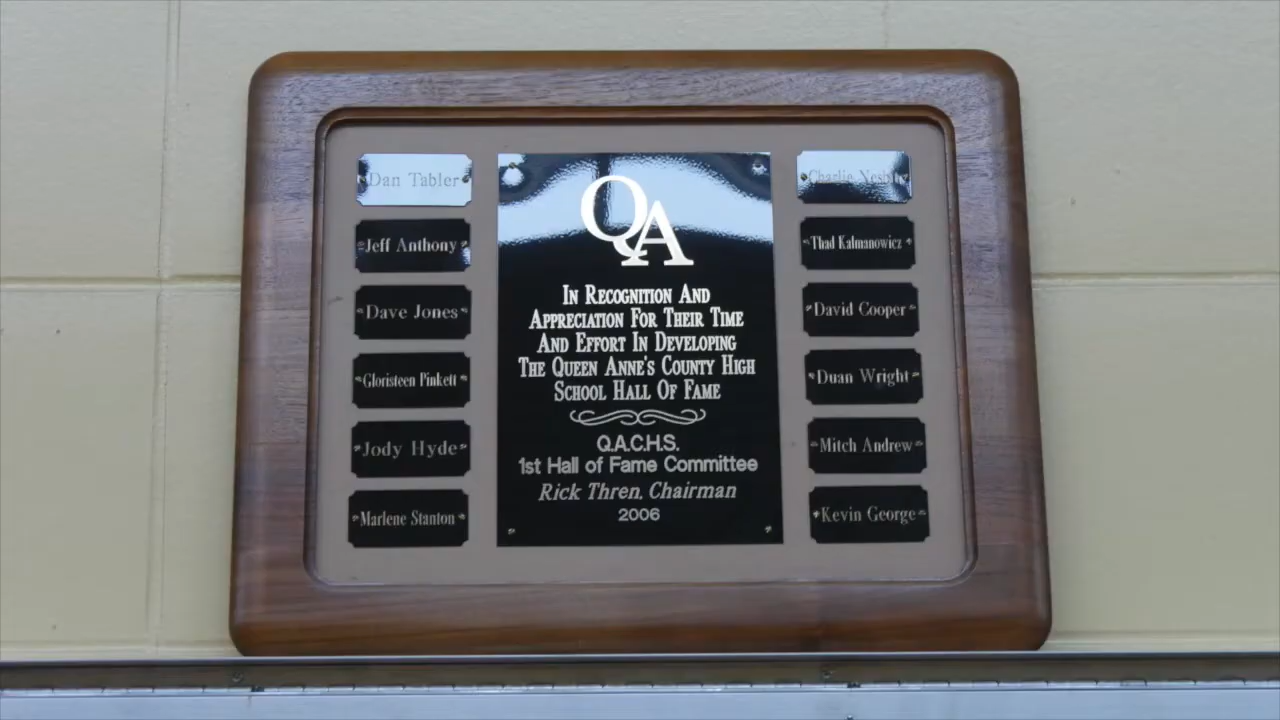 Dan Tabler
Jeff Anthony
Dave Jones
Gloristeen Pinkett
Jody Hyde
Marlene Stanton
QA
In Recognition And
Appreciation For Their Time
And Effort In Developing
The Queen Anne's County High
School Hall Of Fame
Q.A.C.H.S.
1st Hall of Fame Committee
Rick Thren, Chairman
2006
Charlie
Thad Kalmanowicz
David Cooper
Duan Wright
Mitch Andrew
Kevin George